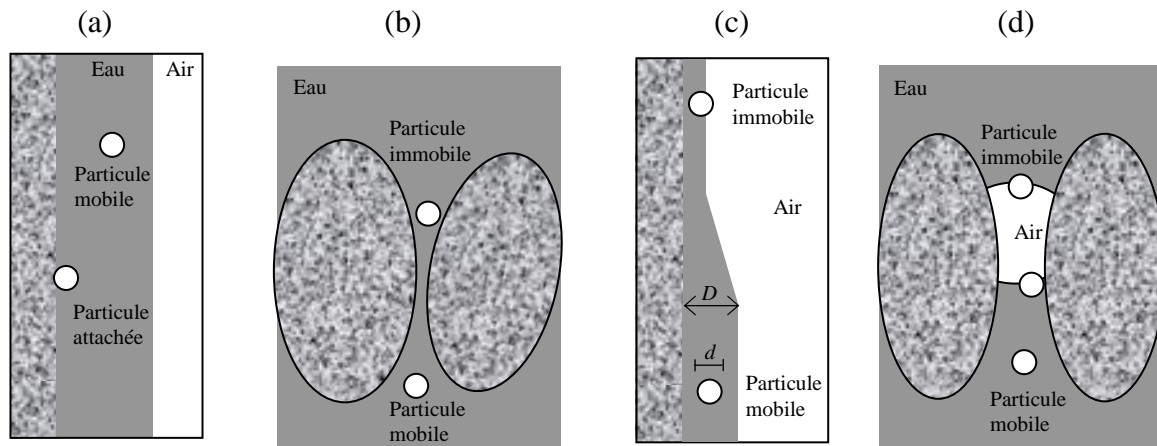 (a)
Eau
Air
Particule
mobile
Particule
attachée
(b)
Eau
Particule
immobile
Particule
mobile
(c)
Particule
immobile
Air
D
d
Particule
mobile
(d)
Eau
Particule
immobile
Air
Particule
mobile